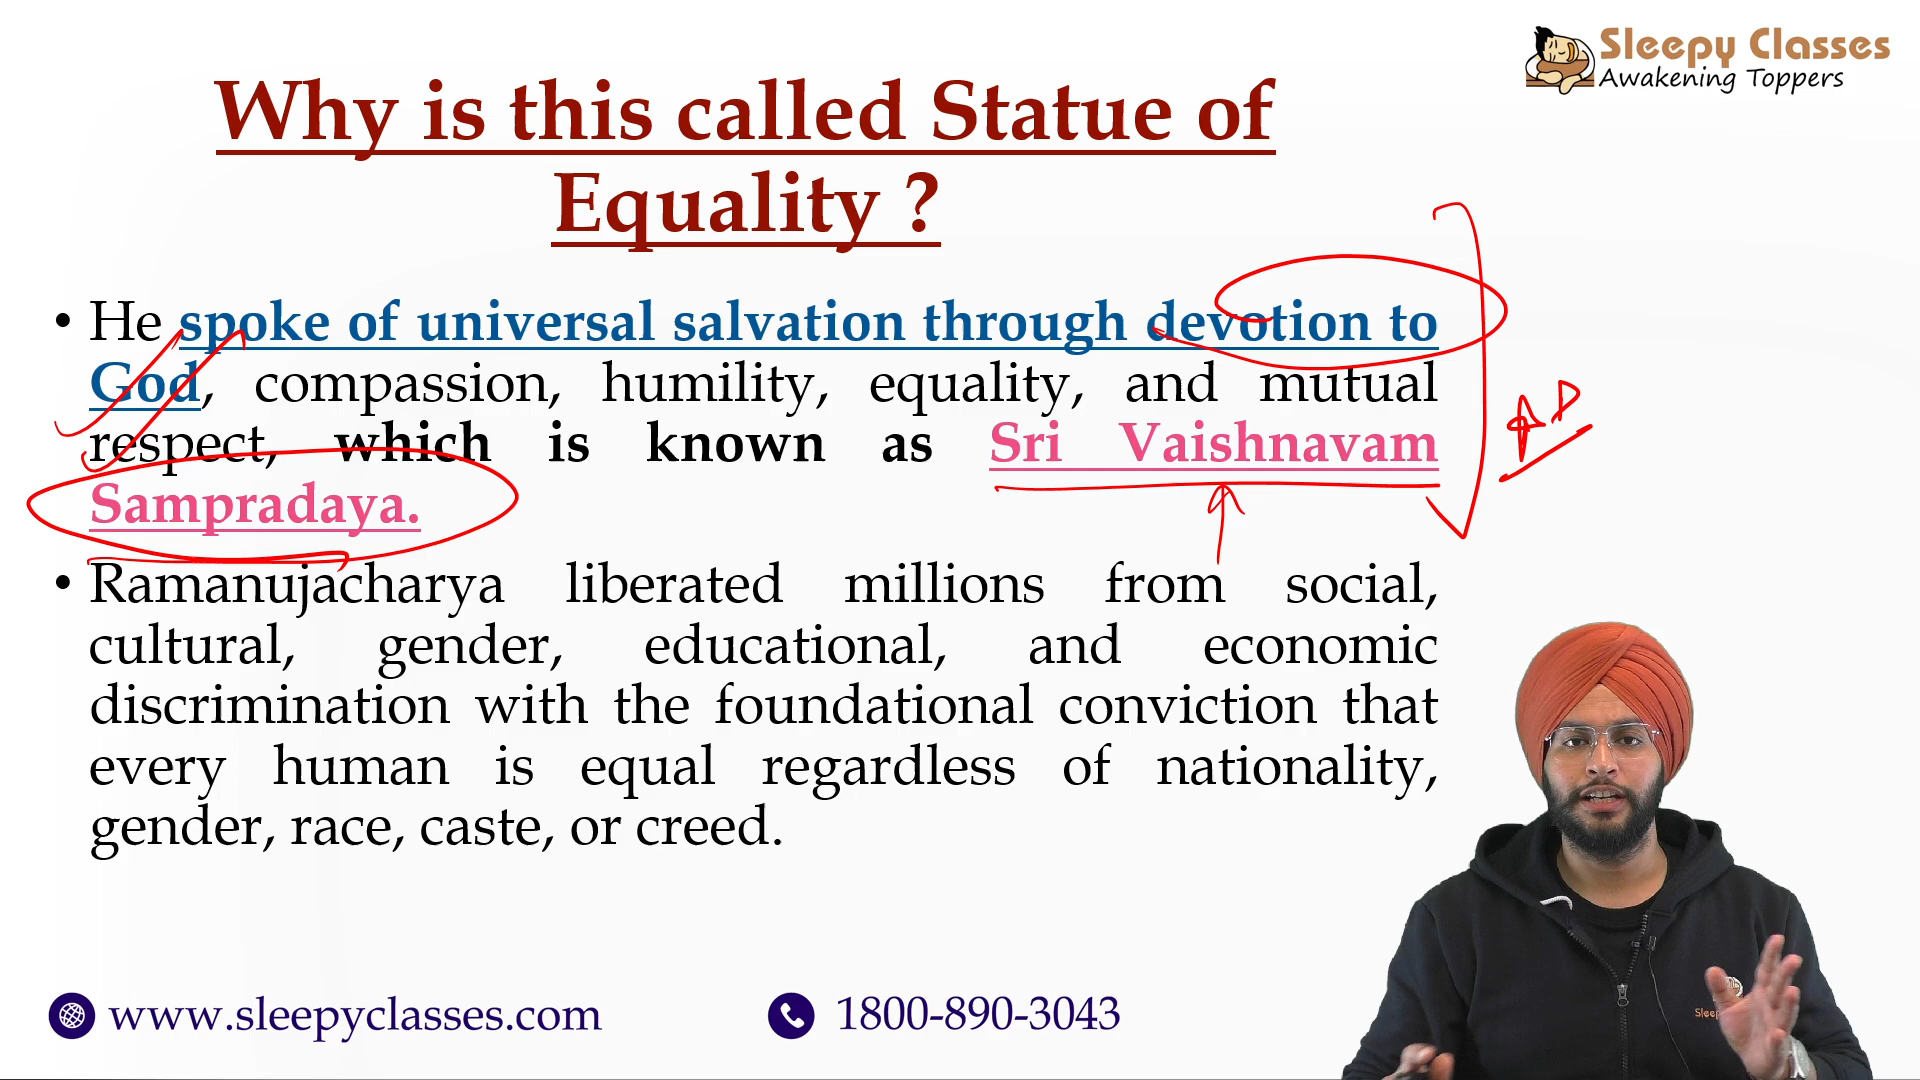 Sleepy Classes
Awakening Toppers
Why is this called Statue of
Equality ?
• He spoke of universal salvation through devotion to
God, compassion, humility, equality, and mutual
respect, which is known as Sri Vaishnavam
Sampradaya.
• Ramanujacharya liberated millions from social,
cultural, gender, educational, and economic
discrimination with the foundational conviction that
every human is equal regardless of nationality,
gender, race, caste, or creed.
www.sleepyclasses.com
1800-890-3043